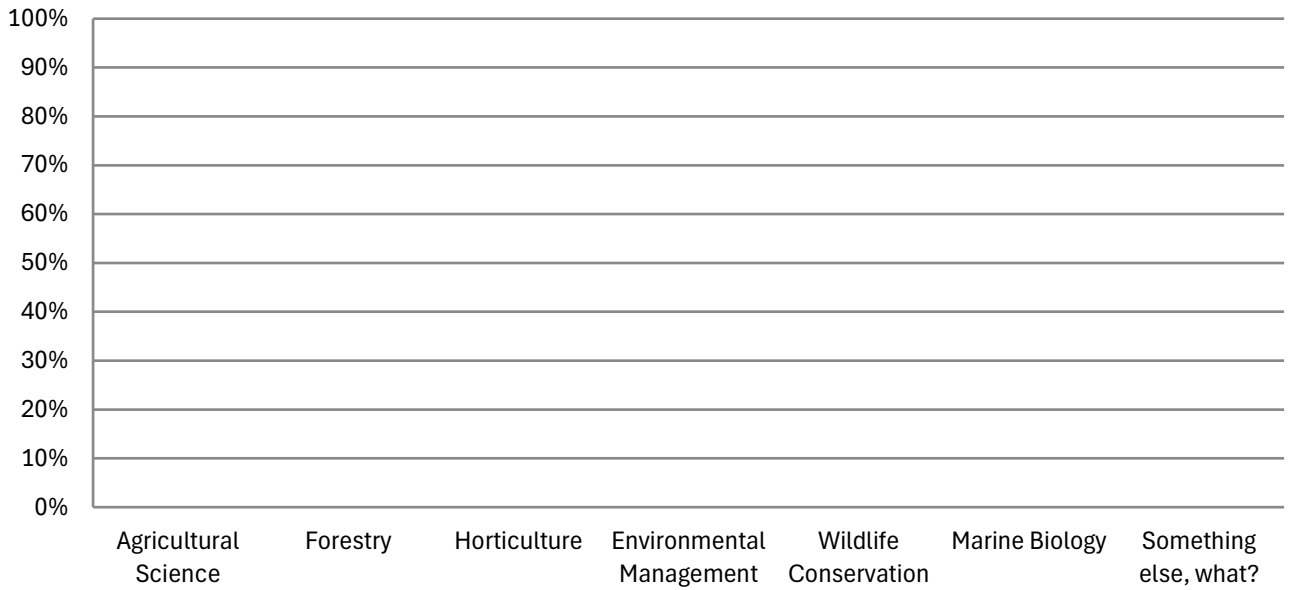 100%
90%
80%
70%
60%
50%
40%
30%
20%
10%
0%
Agricultural
Science
Forestry
Horticulture
Environmental
Management
Wildlife
Conservation
Marine Biology
Something
else, what?